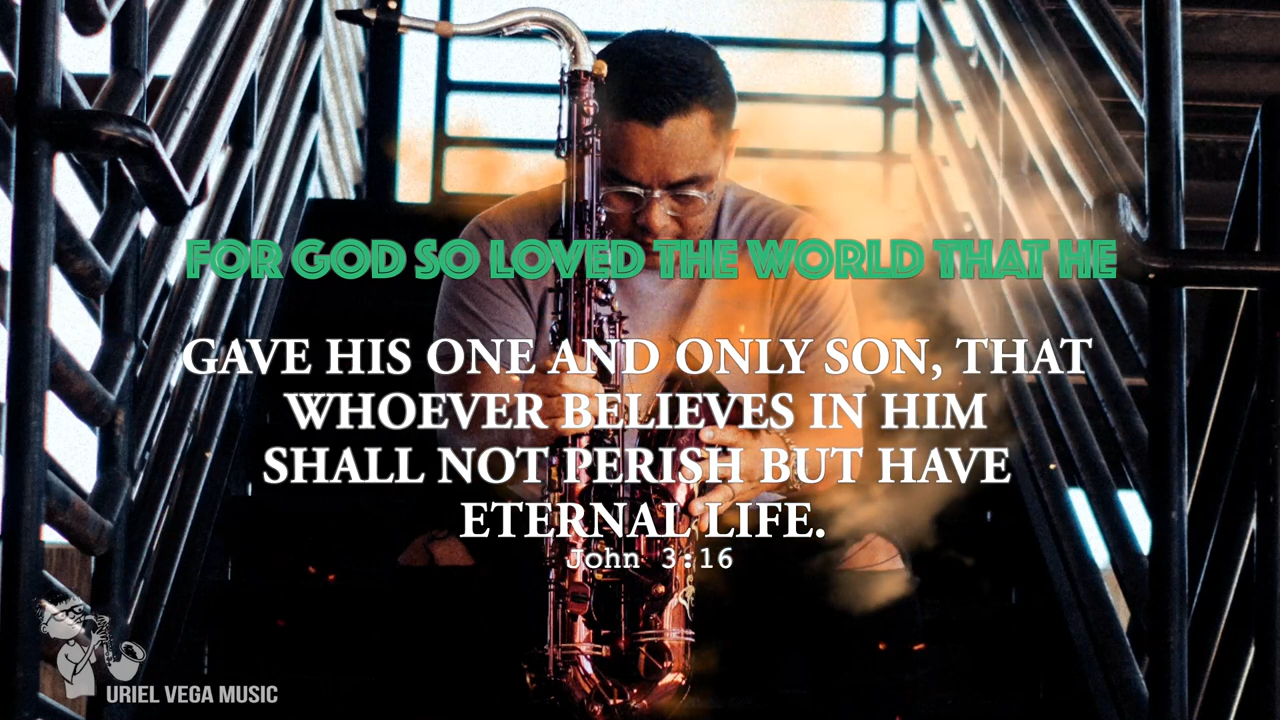 FOR GOD SO LOVED THE WORLD THAT HE
GAVE HIS ONE AND ONLY SON, THAT
WHOEVER BELIEVES IN HIM
SHALL NOT PERISH BUT HAVE
ETERNAL LIFE.
John 3:16
URIEL VEGA MUSIC